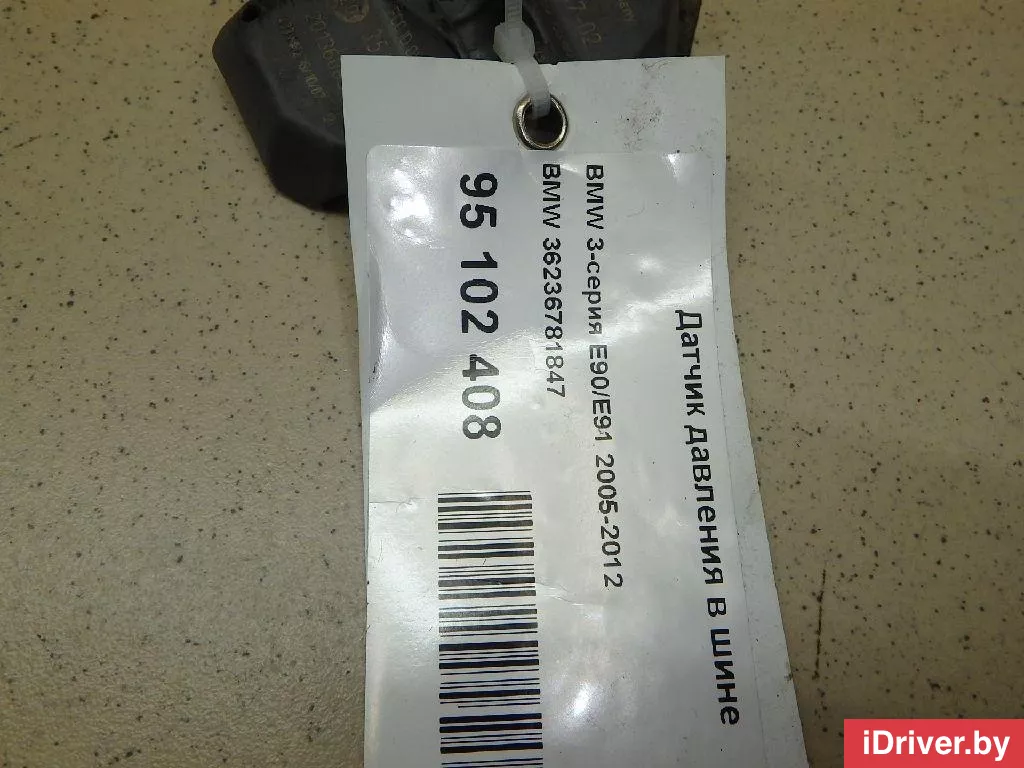 Датчик давления в шине
BMW 3-серия E90/E91 2005-2012
BMW 36236781847
95 102 408
iDriver.by